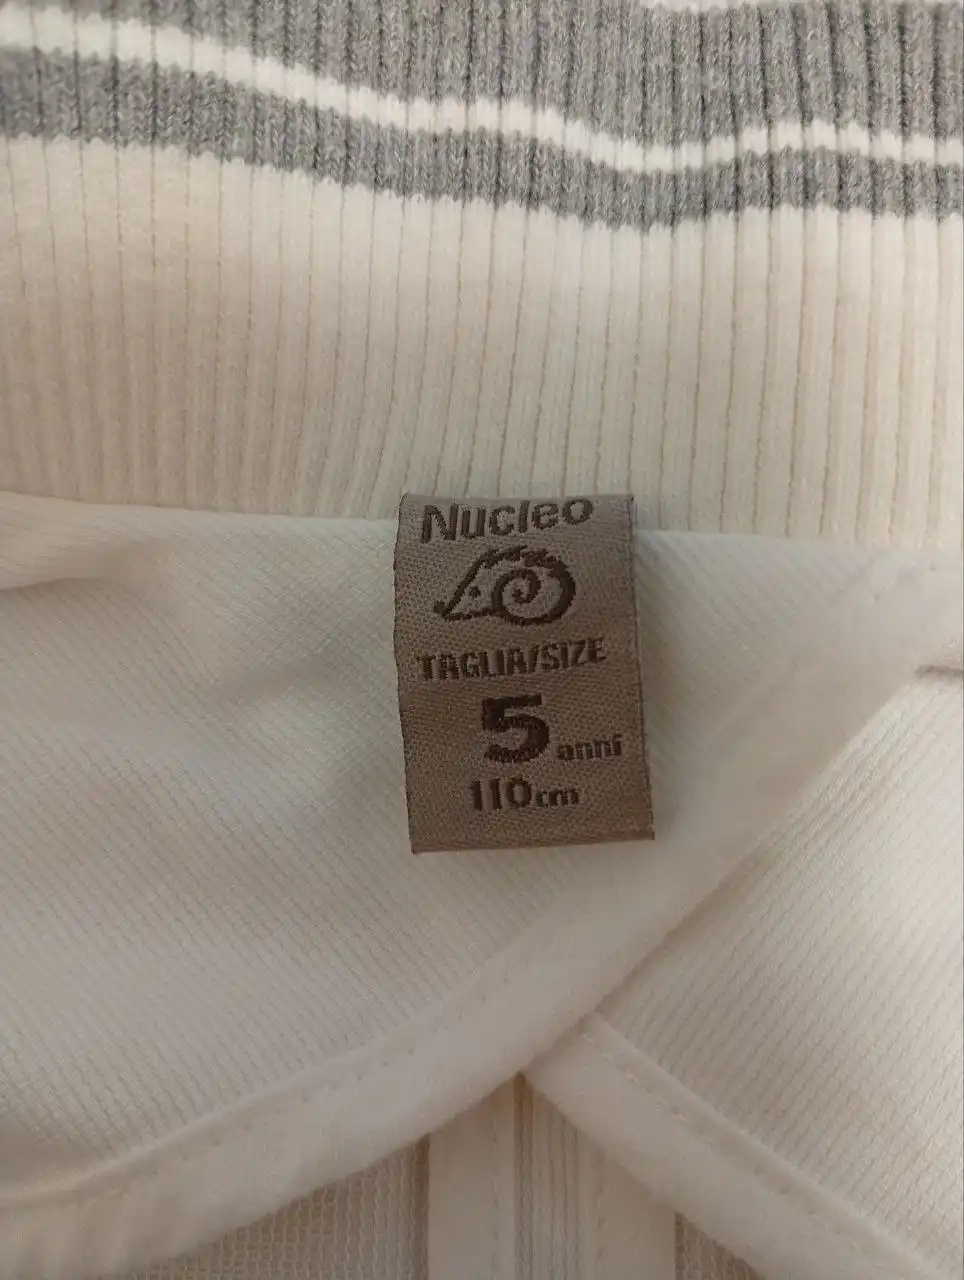 Nucleo
TAGLIA/SIZE
5 anni
110cm